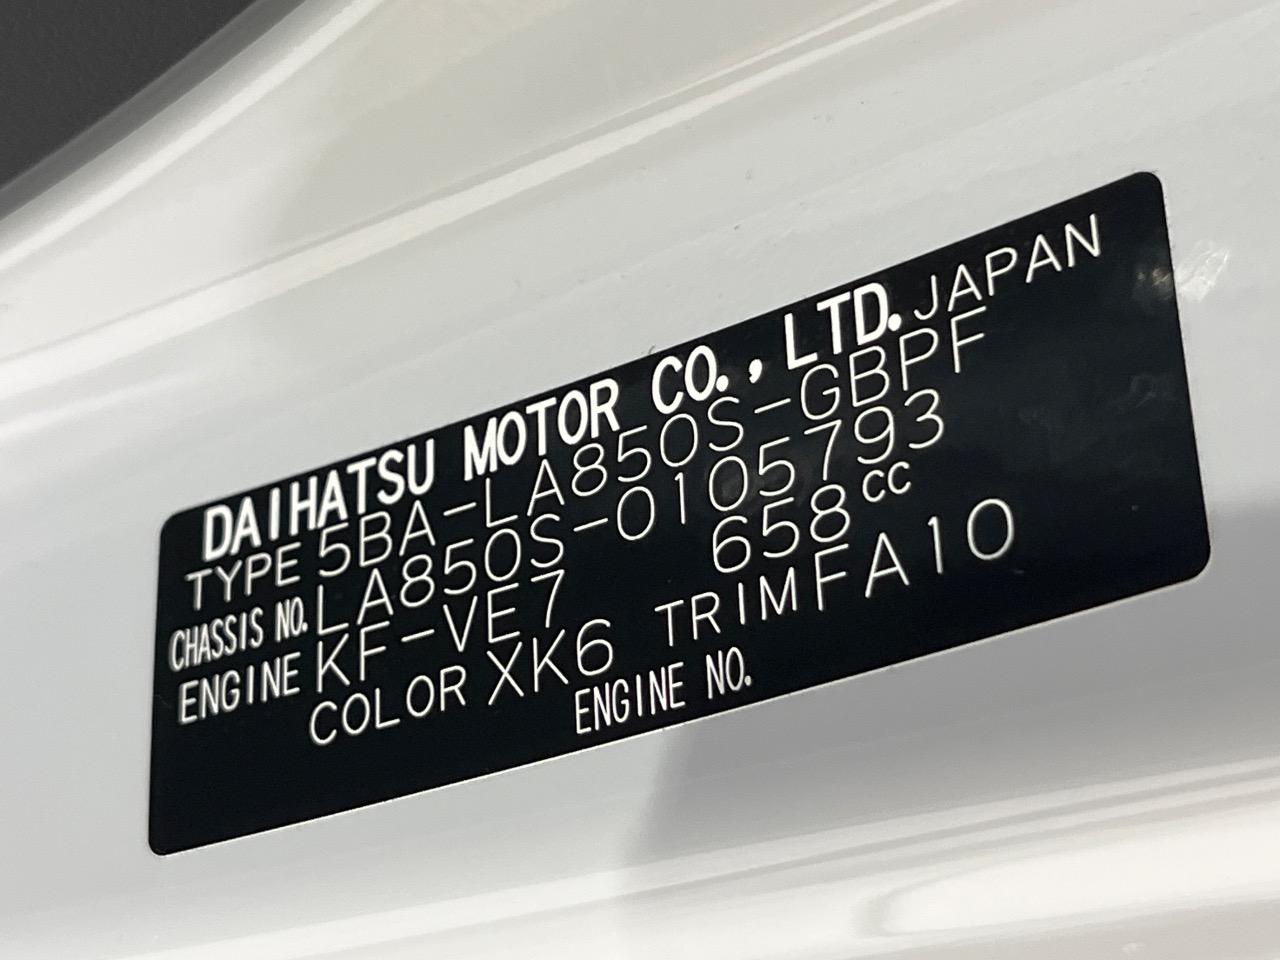 DAIHATSU MOTOR CO., LTD. JAPAN
TYPE 5BA-LA850S-GBPF
CHASSIS NO. LA850S-0105793
ENGINE KF-VE7 658cc
COLOR XK6 TRIM FA10
ENGINE NO.